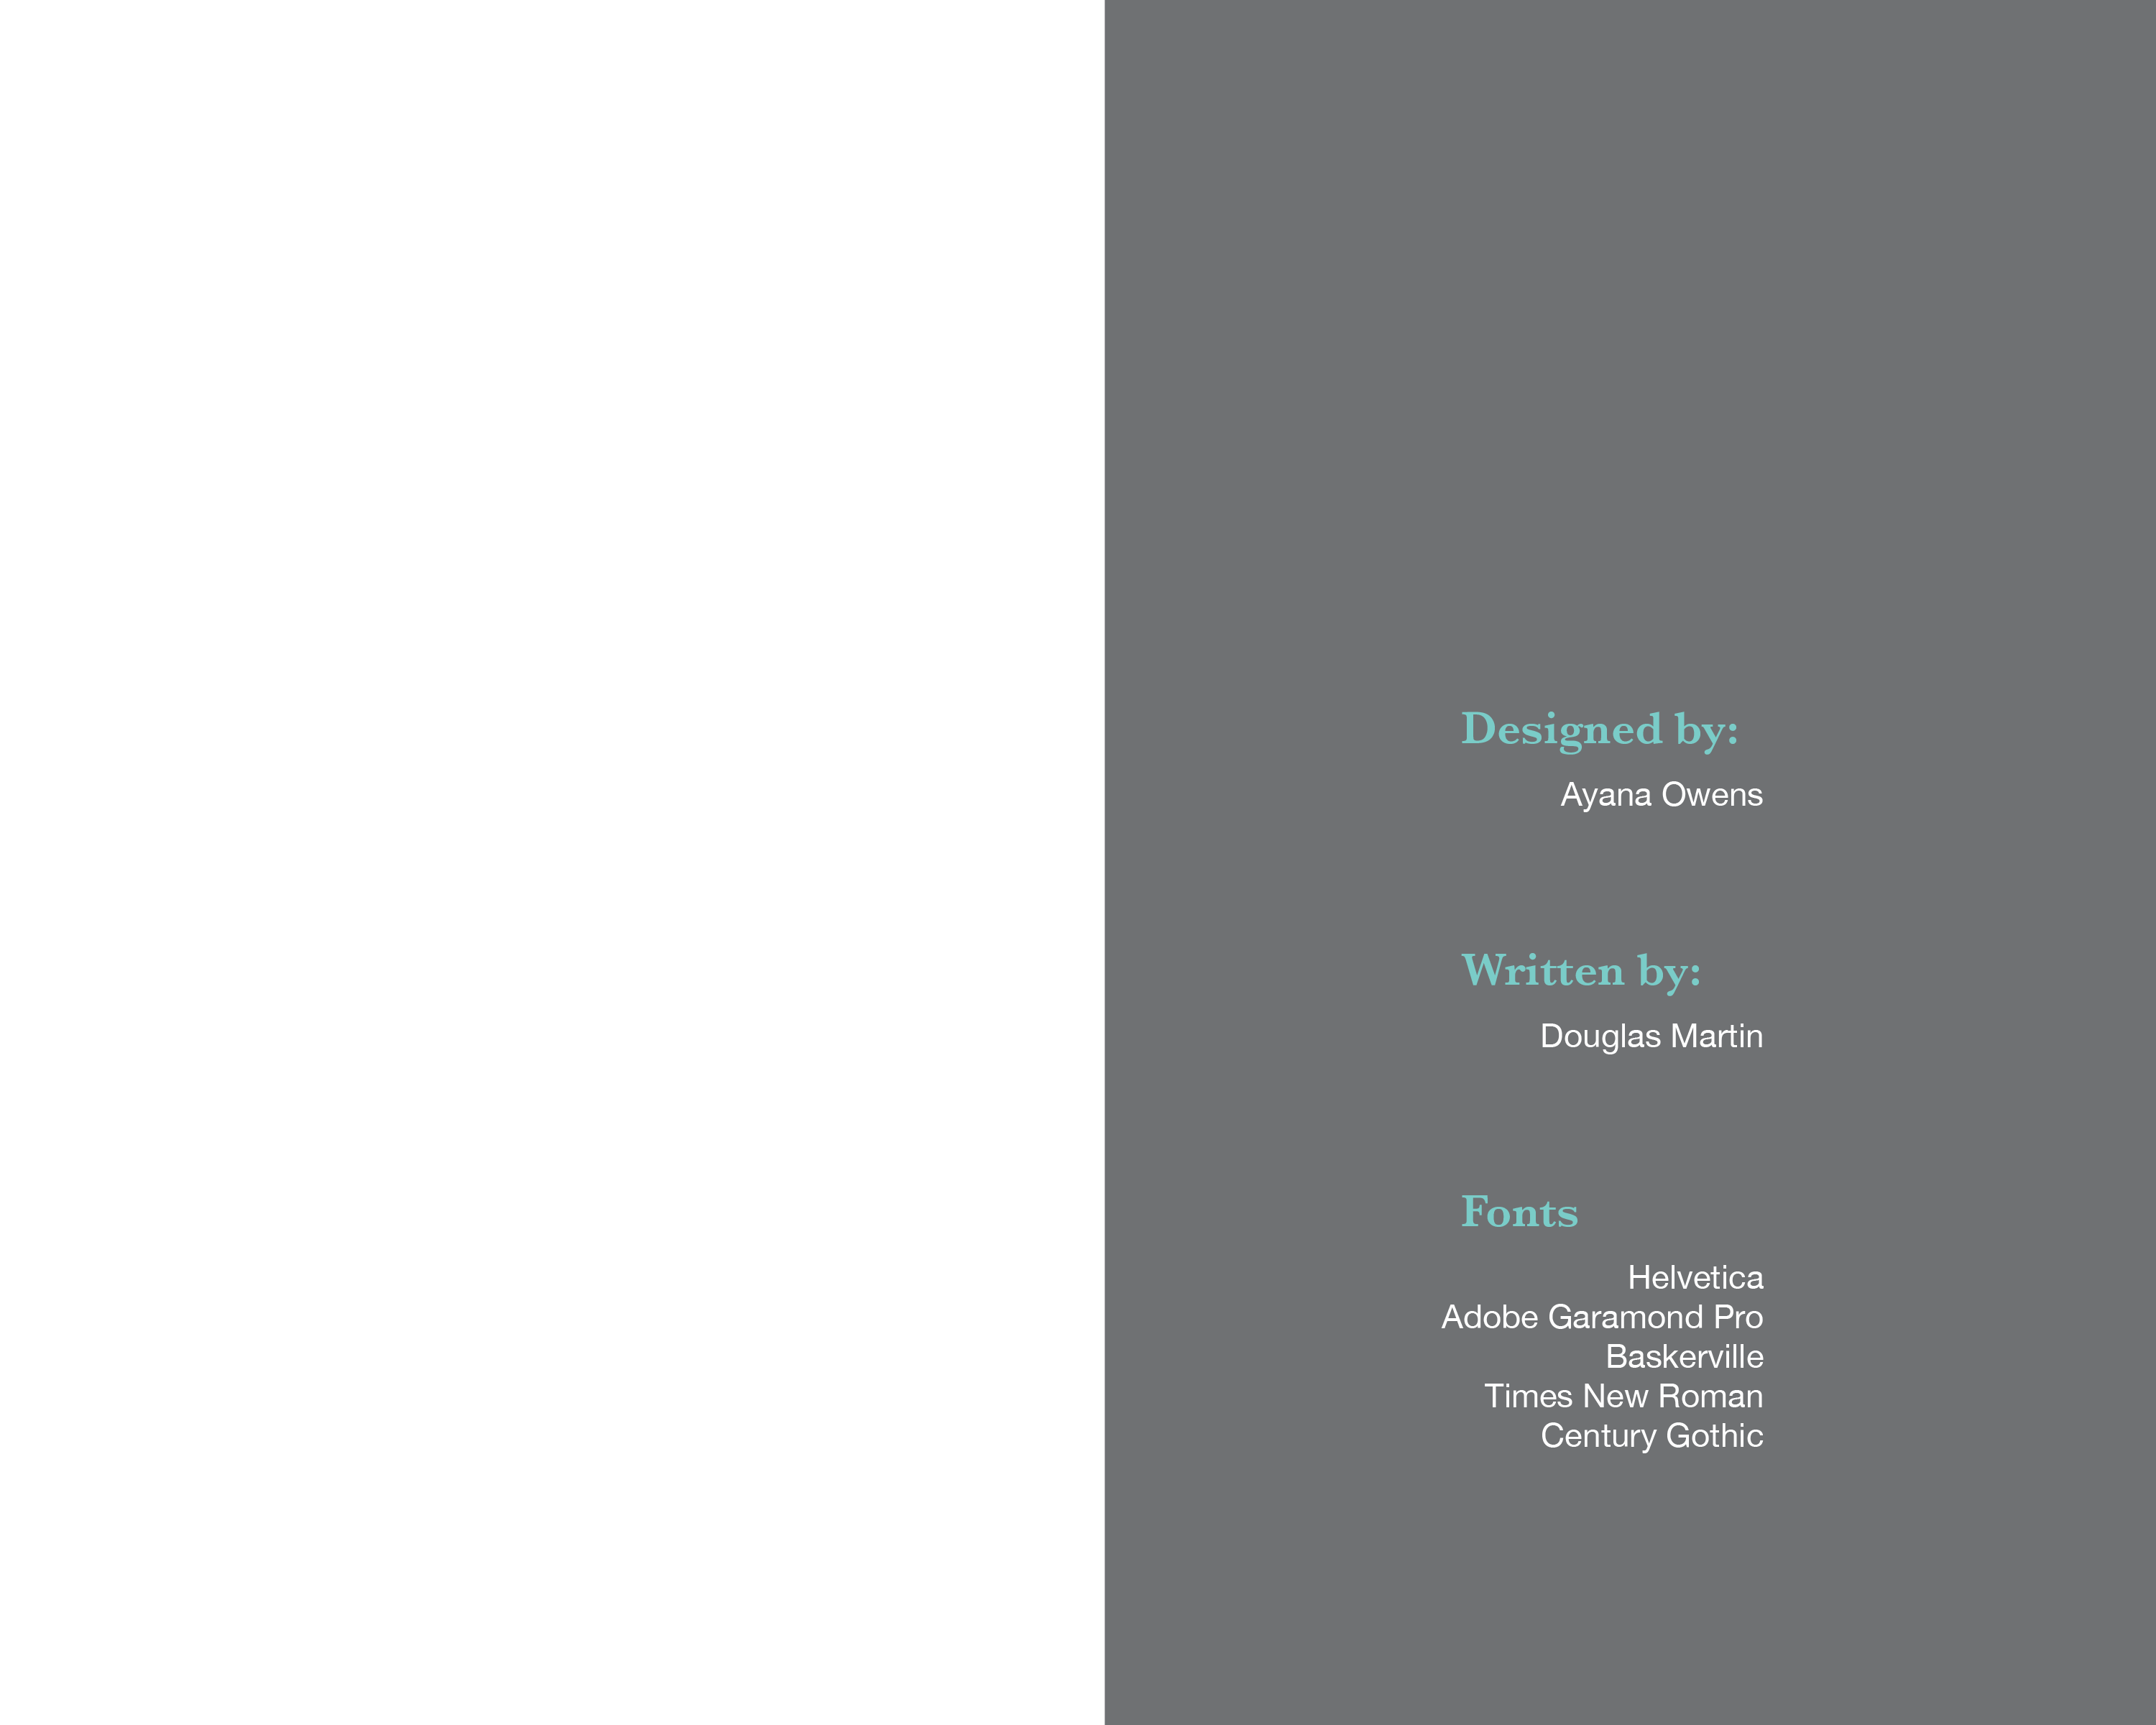 Designed by:
Ayana Owens
Written by:
Douglas Martin
Fonts
Helvetica
Adobe Garamond Pro
Baskerville
Times New Roman
Century Gothic